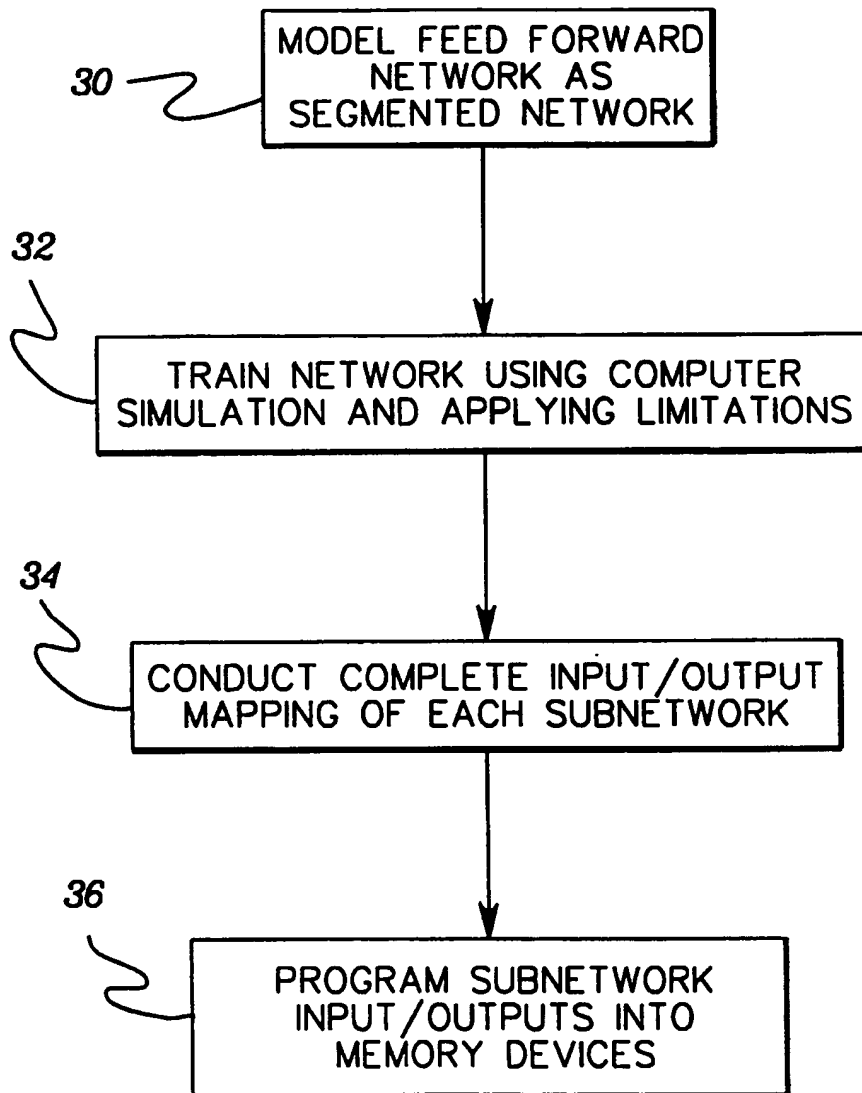 30
MODEL FEED FORWARD
NETWORK AS
SEGMENTED NETWORK
32
TRAIN NETWORK USING COMPUTER
SIMULATION AND APPLYING LIMITATIONS
34
CONDUCT COMPLETE INPUT/OUTPUT
MAPPING OF EACH SUBNETWORK
36
PROGRAM SUBNETWORK
INPUT/OUTPUTS INTO
MEMORY DEVICES